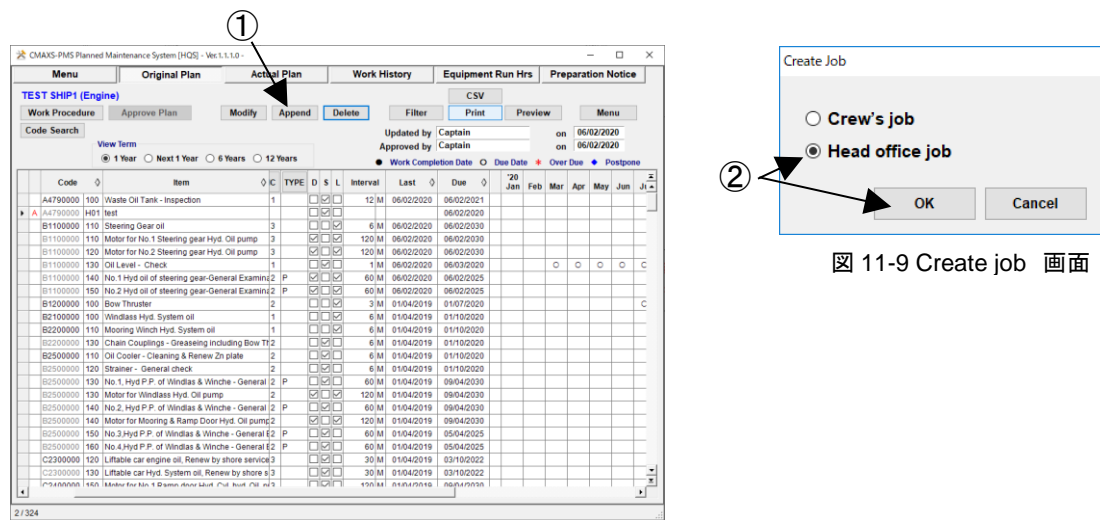 ①
CMAXS-PMS Planned Maintenance System [HQS] - Ver.1.1.1.0 -
Menu Original Plan Actual Plan Work History Equipment Run Hrs Preparation Notice
TEST SHIP1 (Engine) CSV
Work Procedure Approve Plan Modify Append Delete Filter Print Preview Menu
Code Search Updated by Captain on 06/02/2020
Approved by Captain on 06/02/2020
View Term
1 Year Next 1 Year 6 Years 12 Years
● Work Completion Date ○ Due Date * Over Due ◆ Postpone
Code Item C TYPE D S L Interval Last Due '20 Jan Feb Mar Apr May Jun
A4790000 100 Waste Oil Tank - Inspection 1 12 M 06/02/2020 06/02/2021
A A4790000 H01 test 06/02/2020
B1100000 110 Steering Gear oil 3 6 M 06/02/2020 06/02/2020
B1100000 110 Motor for No.1 Steering gear Hyd. Oil pump 3 120 M 06/02/2020 06/02/2030
B1100000 120 Motor for No.2 Steering gear Hyd. Oil pump 3 120 M 06/02/2020 06/02/2030
B1100000 130 Oil Level - Check 1 1 M 06/02/2020 06/03/2020 ○ ○ ○ ○ ○
B1100000 140 No.1 Hyd oil of steering gear-General Examina 2 P 60 M 06/02/2020 06/02/2025
B1100000 150 No.2 Hyd oil of steering gear-General Examina 2 P 60 M 06/02/2020 06/02/2025
B1200000 100 Bow Thruster 2 3 M 01/04/2019 01/07/2020
B2100000 100 Windlass Hyd. System oil 1 6 M 01/04/2019 01/10/2020
B2200000 110 Mooring Winch Hyd. System oil 1 6 M 01/04/2019 01/10/2020
B2200000 130 Chain Couplings - Greaseing including Bow Th 2 6 M 01/04/2019 01/10/2020
B2500000 110 Oil Cooler - Cleaning & Renew Zn plate 2 6 M 01/04/2019 01/10/2020
B2500000 120 Strainer - General check 2 6 M 01/04/2019 01/10/2020
B2500000 130 No.1, Hyd P.P. of Windlas & Winche - General 2 P 60 M 01/04/2019 09/04/2030
B2500000 130 Motor for Windlass Hyd. Oil pump 2 120 M 01/04/2019 09/04/2030
B2500000 140 No.2, Hyd P.P. of Windlas & Winche - General 2 P 60 M 01/04/2019 09/04/2030
B2500000 140 Motor for Mooring & Ramp Door Hyd. Oil pump 2 120 M 01/04/2019 09/04/2030
B2500000 150 No.3,Hyd P.P. of Windlas & Winche - General E 2 P 60 M 01/04/2019 05/04/2025
B2500000 160 No.4,Hyd P.P. of Windlas & Winche - General E 2 P 60 M 01/04/2019 05/04/2025
C2300000 120 Liftable car engine oil, Renew by shore service 3 30 M 01/04/2019 03/10/2022
C2300000 130 Liftable car Hyd. System oil, Renew by shore s 3 30 M 01/04/2019 03/10/2022
C2400000 150 Motor for No.1 Ramp door Hyd. Cyl. hyd. Oil 3 120 M 01/04/2019 09/04/2030
2 / 324
Create Job
Crew's job
Head office job
②
OK Cancel
図 11-9 Create job 画面